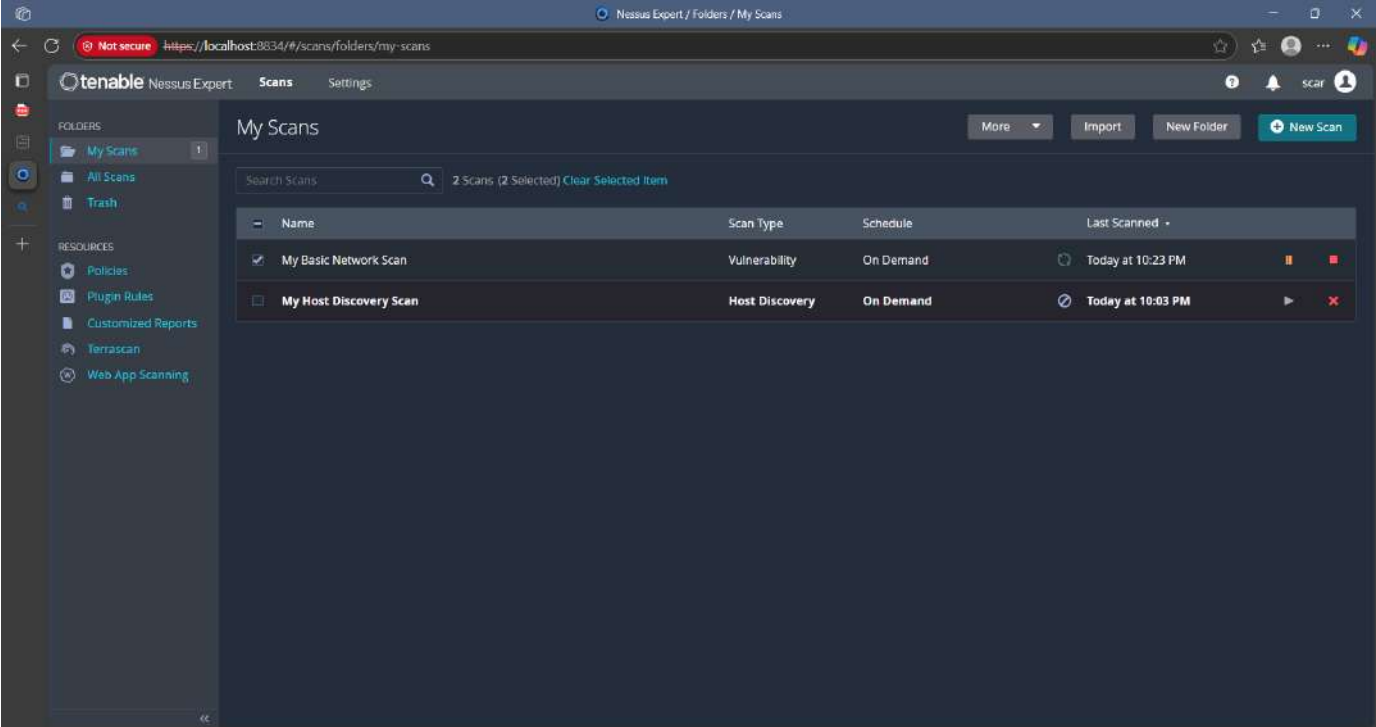 Nessus Expert / Folders / My Scans
Not secure https://localhost:8834/#/scans/folders/my-scans
tenable Nessus Expert Scans Settings scar
FOLDERS
My Scans 1
All Scans
Trash
RESOURCES
Policies
Plugin Rules
Customized Reports
Terrascan
Web App Scanning
My Scans More Import New Folder New Scan
Search Scans 2 Scans (2 Selected) Clear Selected Item
Name Scan Type Schedule Last Scanned
My Basic Network Scan Vulnerability On Demand Today at 10:23 PM
My Host Discovery Scan Host Discovery On Demand Today at 10:03 PM